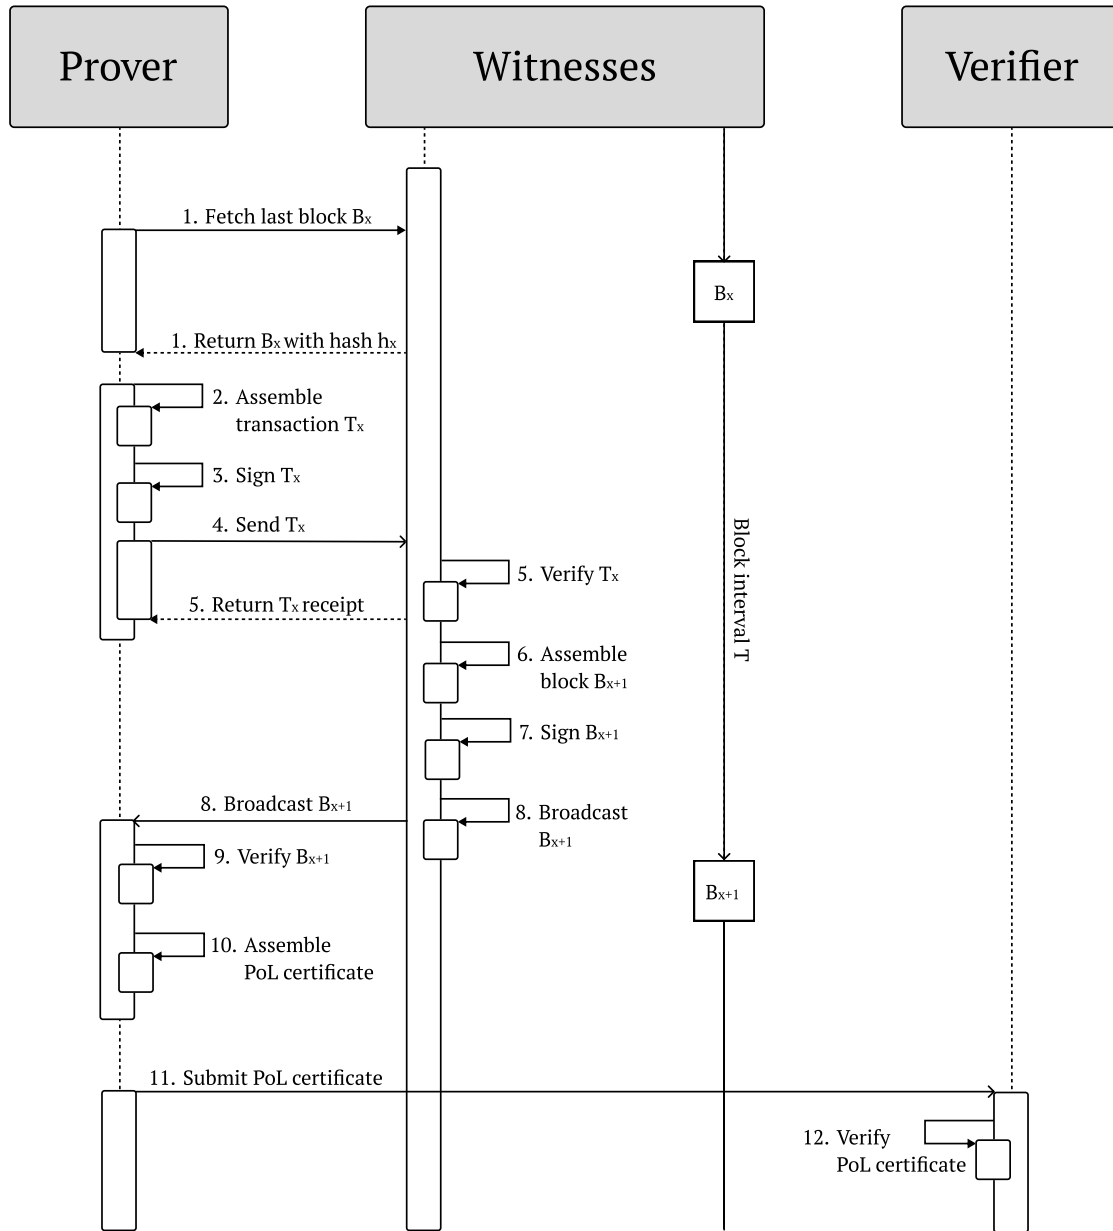 Prover
Witnesses
Verifier
1. Fetch last block Bx
Bx
1. Return Bx with hash hx
2. Assemble
transaction Tx
3. Sign Tx
4. Send Tx
Block interval T
5. Verify Tx
5. Return Tx receipt
6. Assemble
block Bx+1
7. Sign Bx+1
8. Broadcast Bx+1
8. Broadcast
Bx+1
9. Verify Bx+1
Bx+1
10. Assemble
PoL certificate
11. Submit PoL certificate
12. Verify
PoL certificate